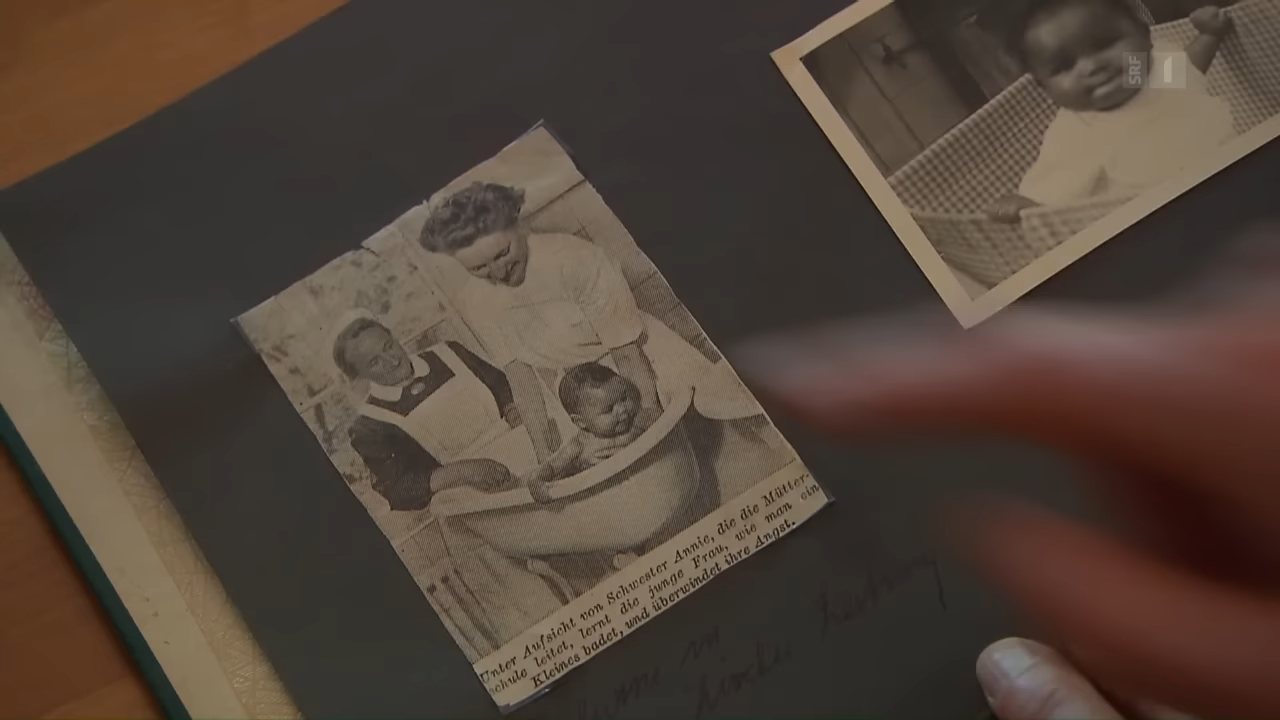 SRF 1
Unter Aufsicht von Schwester Annie, die die Mütter-
schule leitet, lernt die junge Frau, wie man ein
Kleines badet, und überwindet ihre Angst.